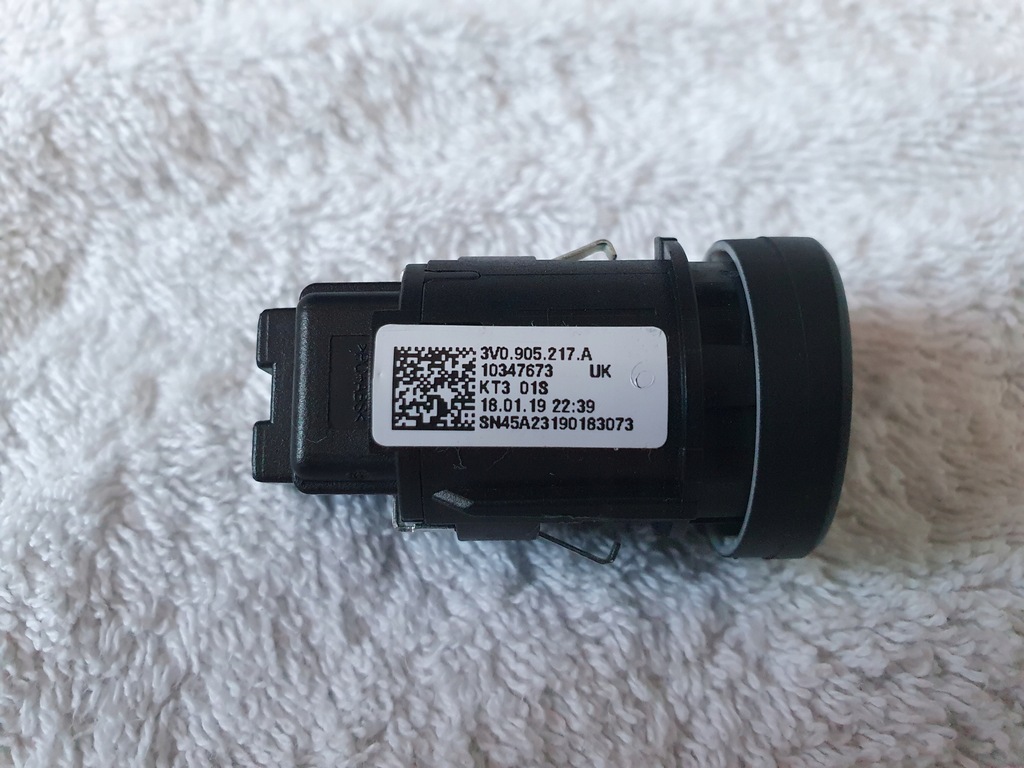 3V0.905.217.A
10347673 UK
KT3 01S
18.01.19 22:39
SN45A23190183073